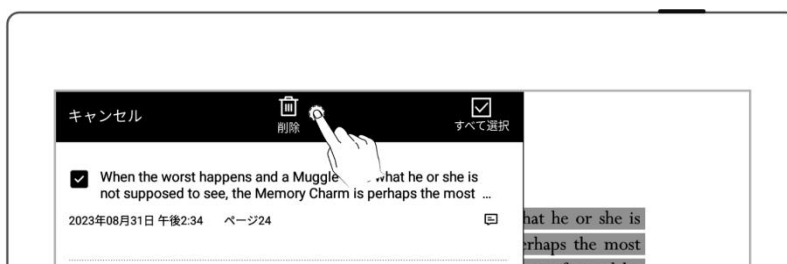 キャンセル
削除
すべて選択
When the worst happens and a Muggle what he or she is
not supposed to see, the Memory Charm is perhaps the most ...
2023年08月31日 午後2:34 ページ24
hat he or she is
rhaps the most